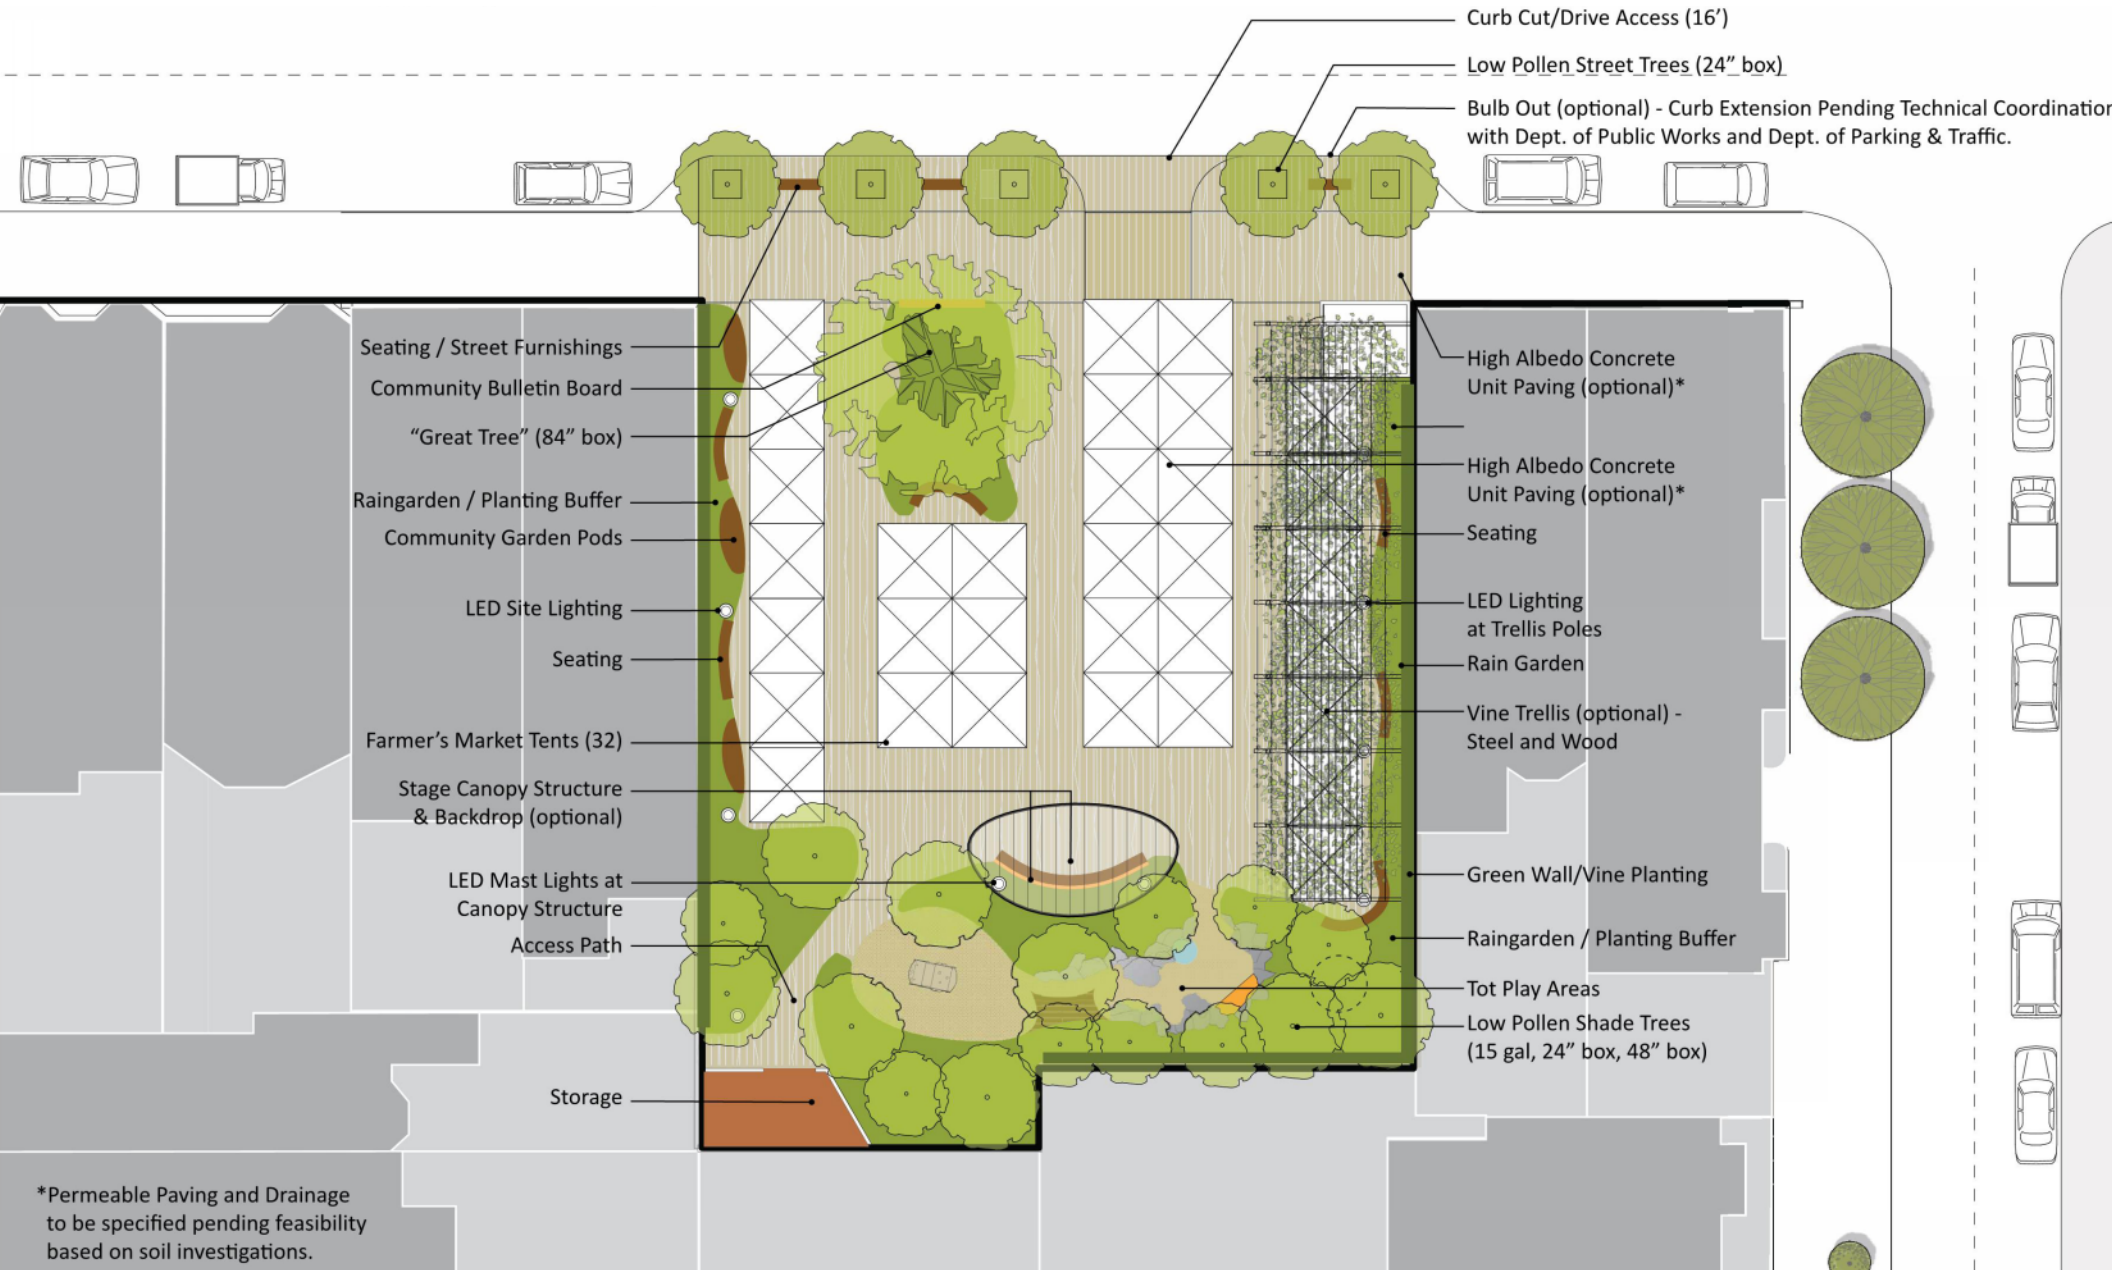 Curb Cut/Drive Access (16’)
Low Pollen Street Trees (24” box)
Bulb Out (optional) - Curb Extension Pending Technical Coordination
with Dept. of Public Works and Dept. of Parking & Traffic.
Seating / Street Furnishings
Community Bulletin Board
“Great Tree” (84” box)
Raingarden / Planting Buffer
Community Garden Pods
LED Site Lighting
Seating
Farmer’s Market Tents (32)
Stage Canopy Structure
& Backdrop (optional)
LED Mast Lights at
Canopy Structure
Access Path
Storage
High Albedo Concrete
Unit Paving (optional)*
High Albedo Concrete
Unit Paving (optional)*
Seating
LED Lighting
at Trellis Poles
Rain Garden
Vine Trellis (optional) -
Steel and Wood
Green Wall/Vine Planting
Raingarden / Planting Buffer
Tot Play Areas
Low Pollen Shade Trees
(15 gal, 24” box, 48” box)
*Permeable Paving and Drainage
to be specified pending feasibility
based on soil investigations.